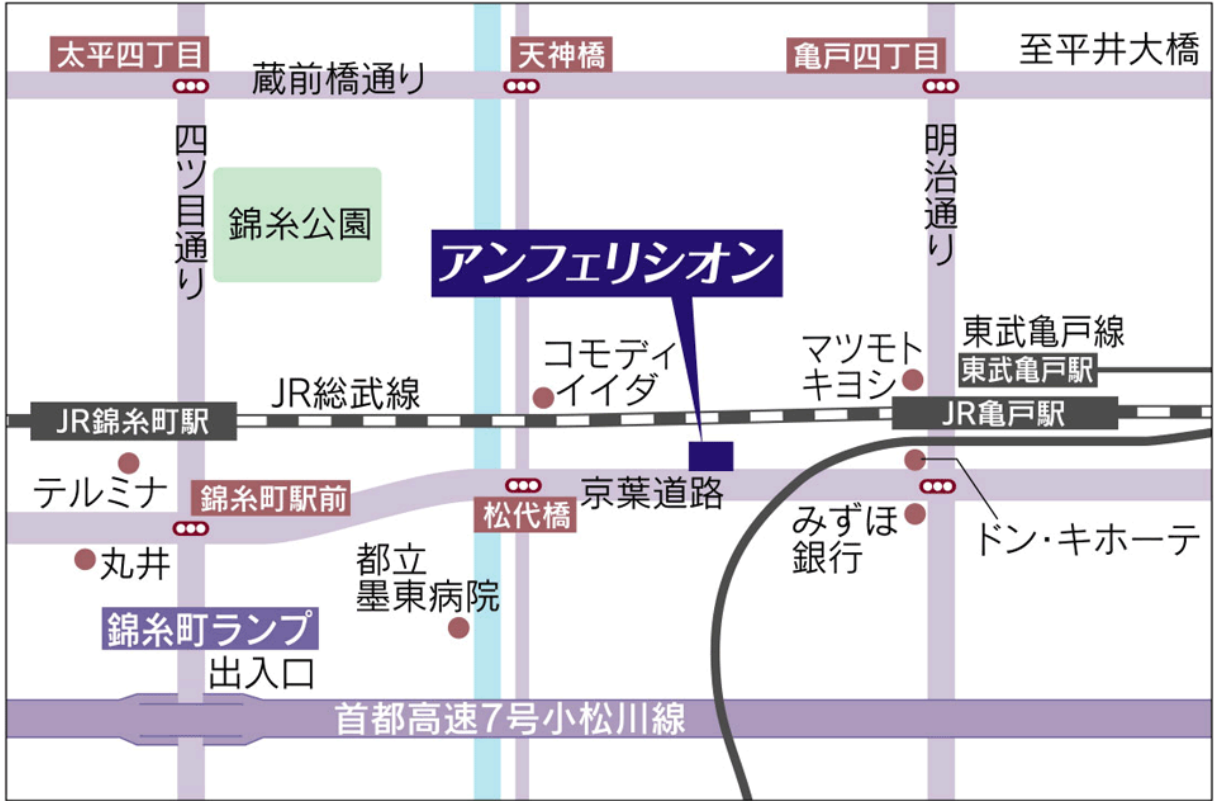 太平四丁目
天神橋
亀戸四丁目
至平井大橋
蔵前橋通り
四ツ目通り
明治通り
錦糸公園
アンフェリシオン
東武亀戸線
東武亀戸駅
コモディ
イイダ
マツモト
キヨシ
JR総武線
JR錦糸町駅
JR亀戸駅
テルミナ
錦糸町駅前
松代橋
京葉道路
みずほ
銀行
ドン・キホーテ
丸井
都立
墨東病院
錦糸町ランプ
出入口
首都高速7号小松川線